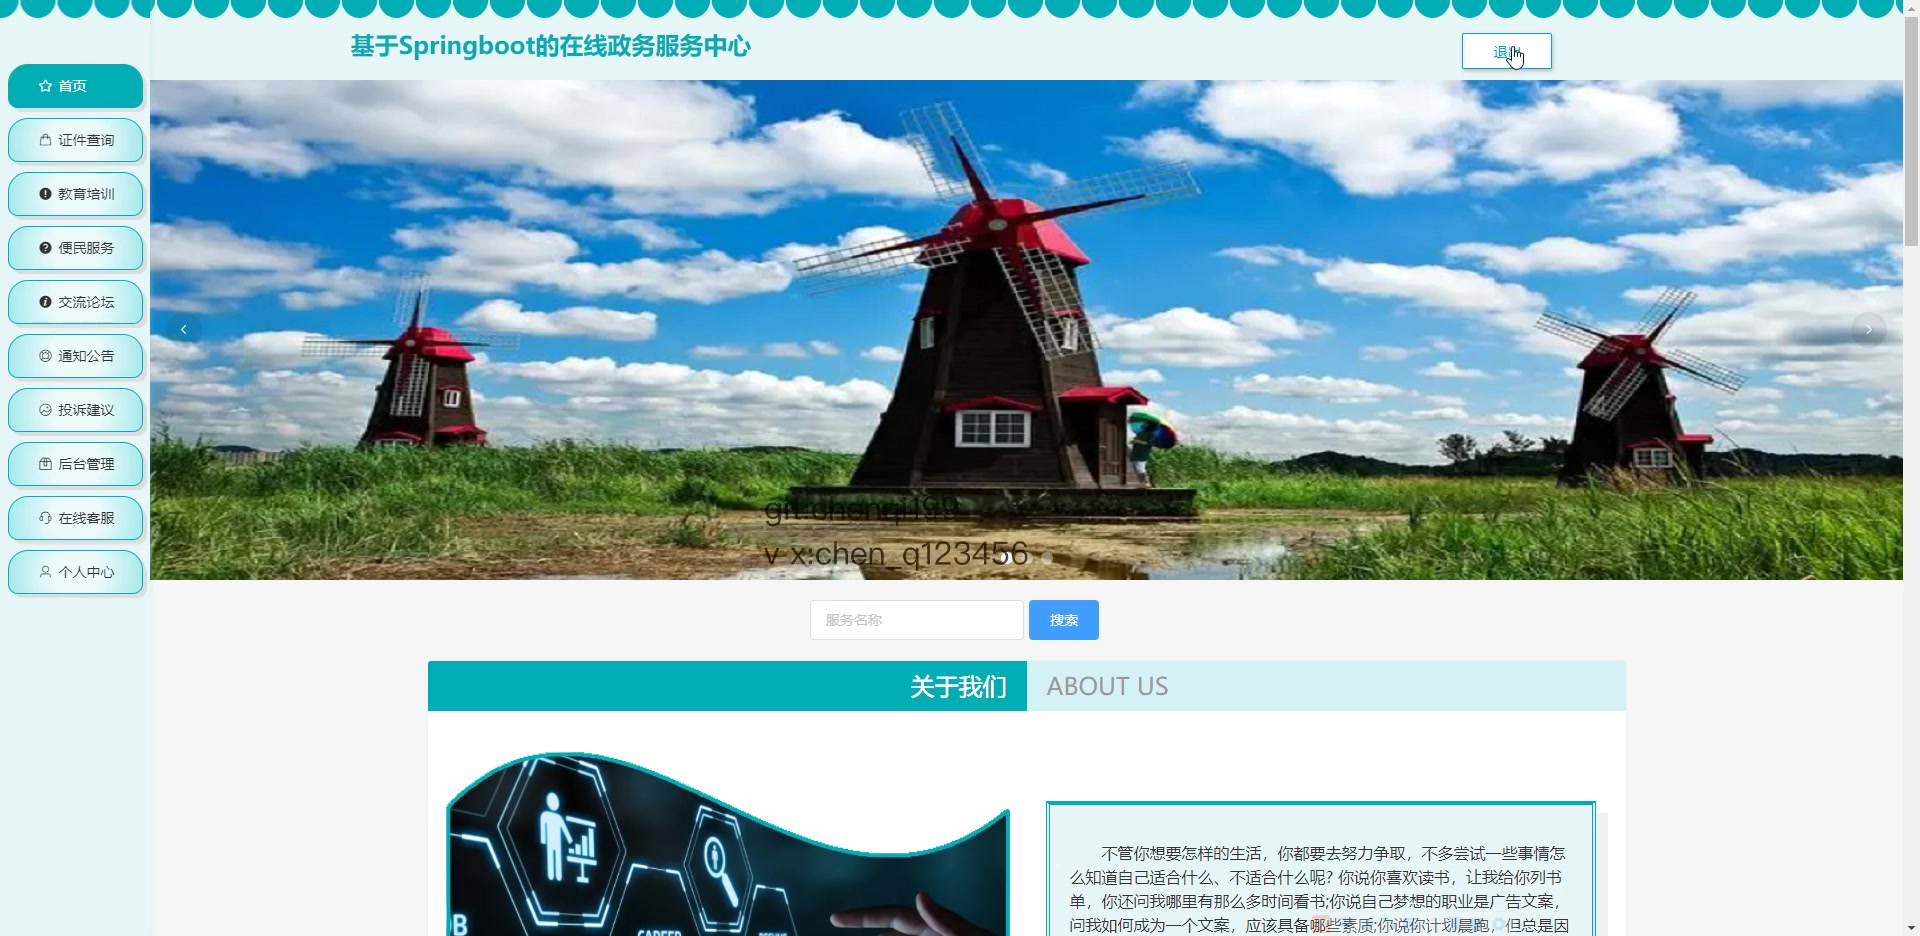 基于Springboot的在线政务服务中心
首页
证件查询
教育培训
便民服务
交流论坛
通知公告
投诉建议
后台管理
在线客服
个人中心
v x:chen_q123456
服务名称
搜索
关于我们
ABOUT US
JOB
CAREER
不管你想要怎样的生活，你都要去努力争取，不多尝试一些事情怎
么知道自己适合什么、不适合什么呢? 你说你喜欢读书，让我给你列书
单，你还问我哪里有那么多时间看书;你说自己梦想的职业是广告文案，
问我如何成为一个文案，应该具备哪些素质;你说你计划晨跑，但总是因